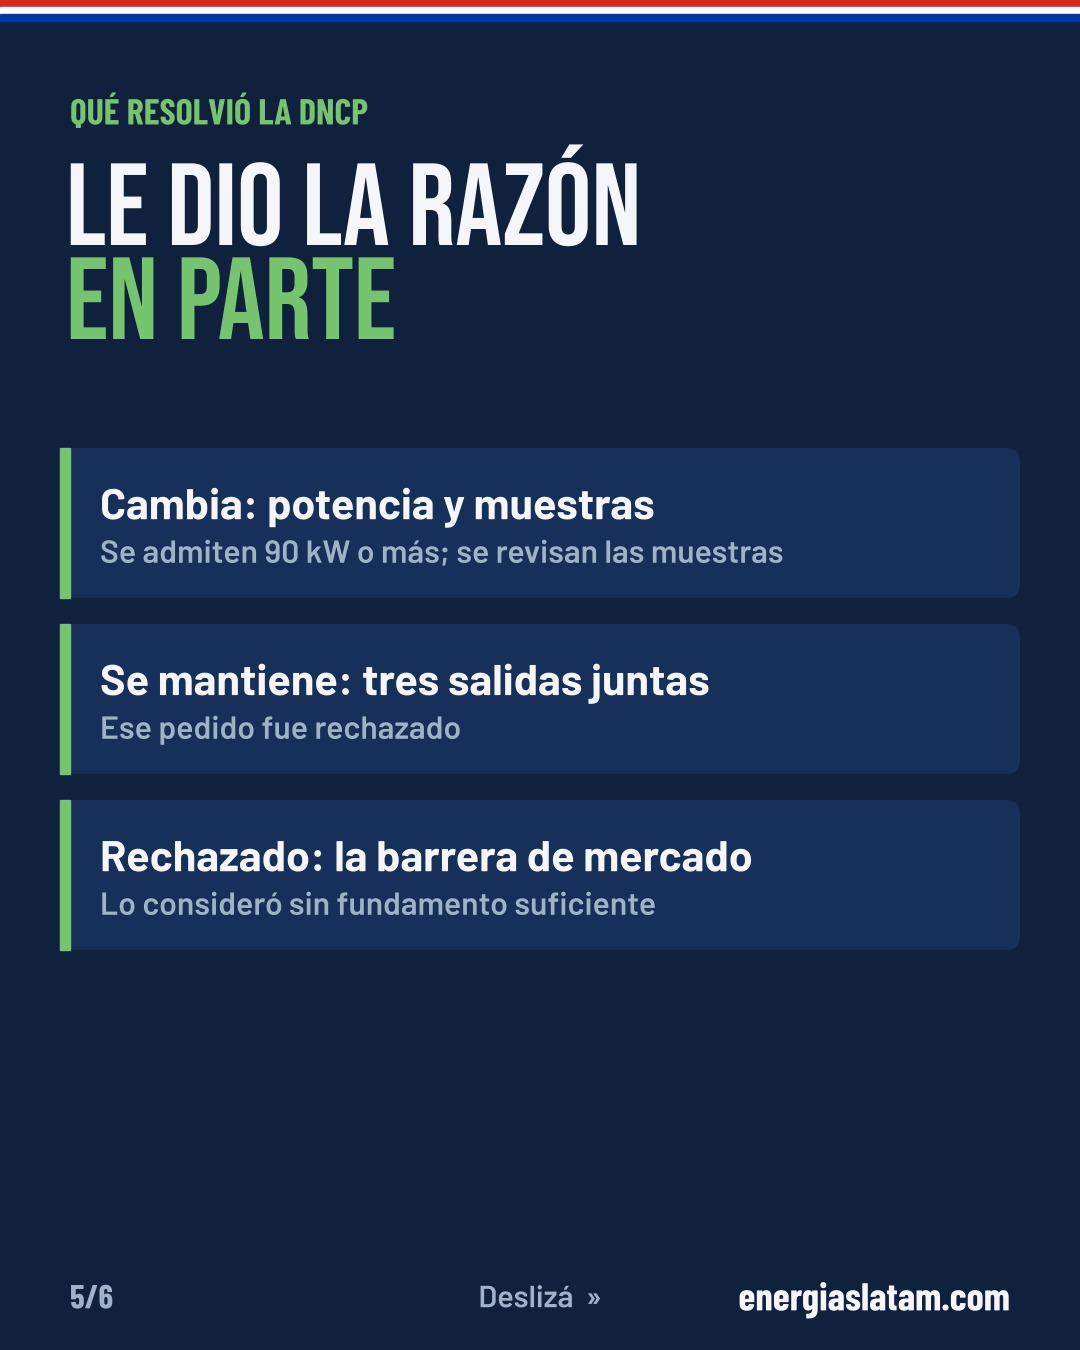 QUÉ RESOLVIÓ LA DNCP
LE DIO LA RAZÓN
EN PARTE
Cambia: potencia y muestras
Se admiten 90 kW o más; se revisan las muestras
Se mantiene: tres salidas juntas
Ese pedido fue rechazado
Rechazado: la barrera de mercado
Lo consideró sin fundamento suficiente
5/6
Deslizá »
energiaslatam.com